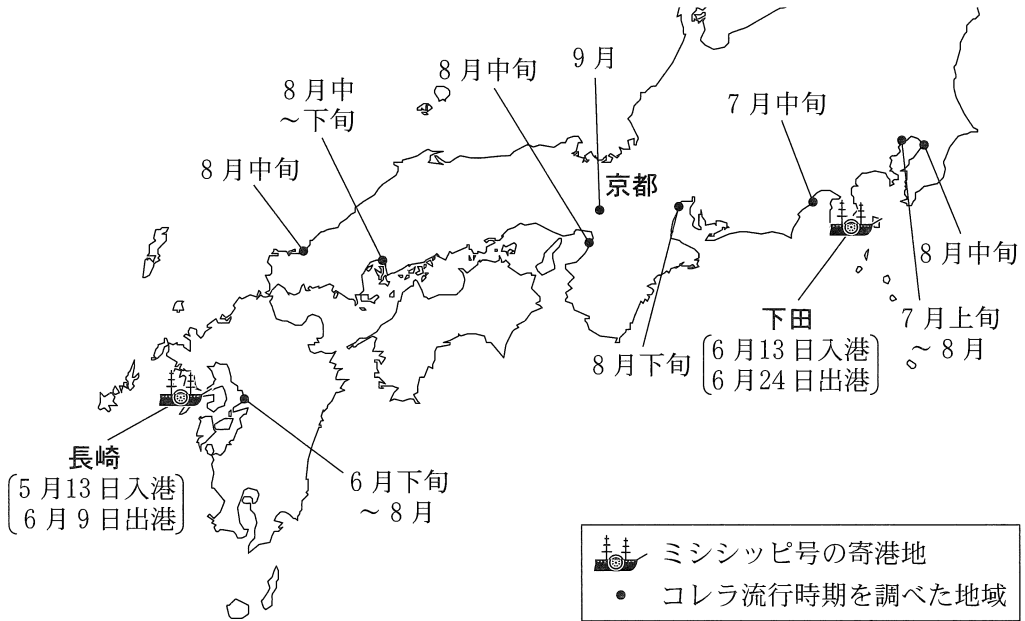 9月
8月中旬
8月中
～下旬
7月中旬
8月中旬
京都
8月中旬
下田
6月13日入港
6月24日出港
7月上旬
～8月
8月下旬
長崎
5月13日入港
6月9日出港
6月下旬
～8月
ミシシッピ号の寄港地
コレラ流行時期を調べた地域